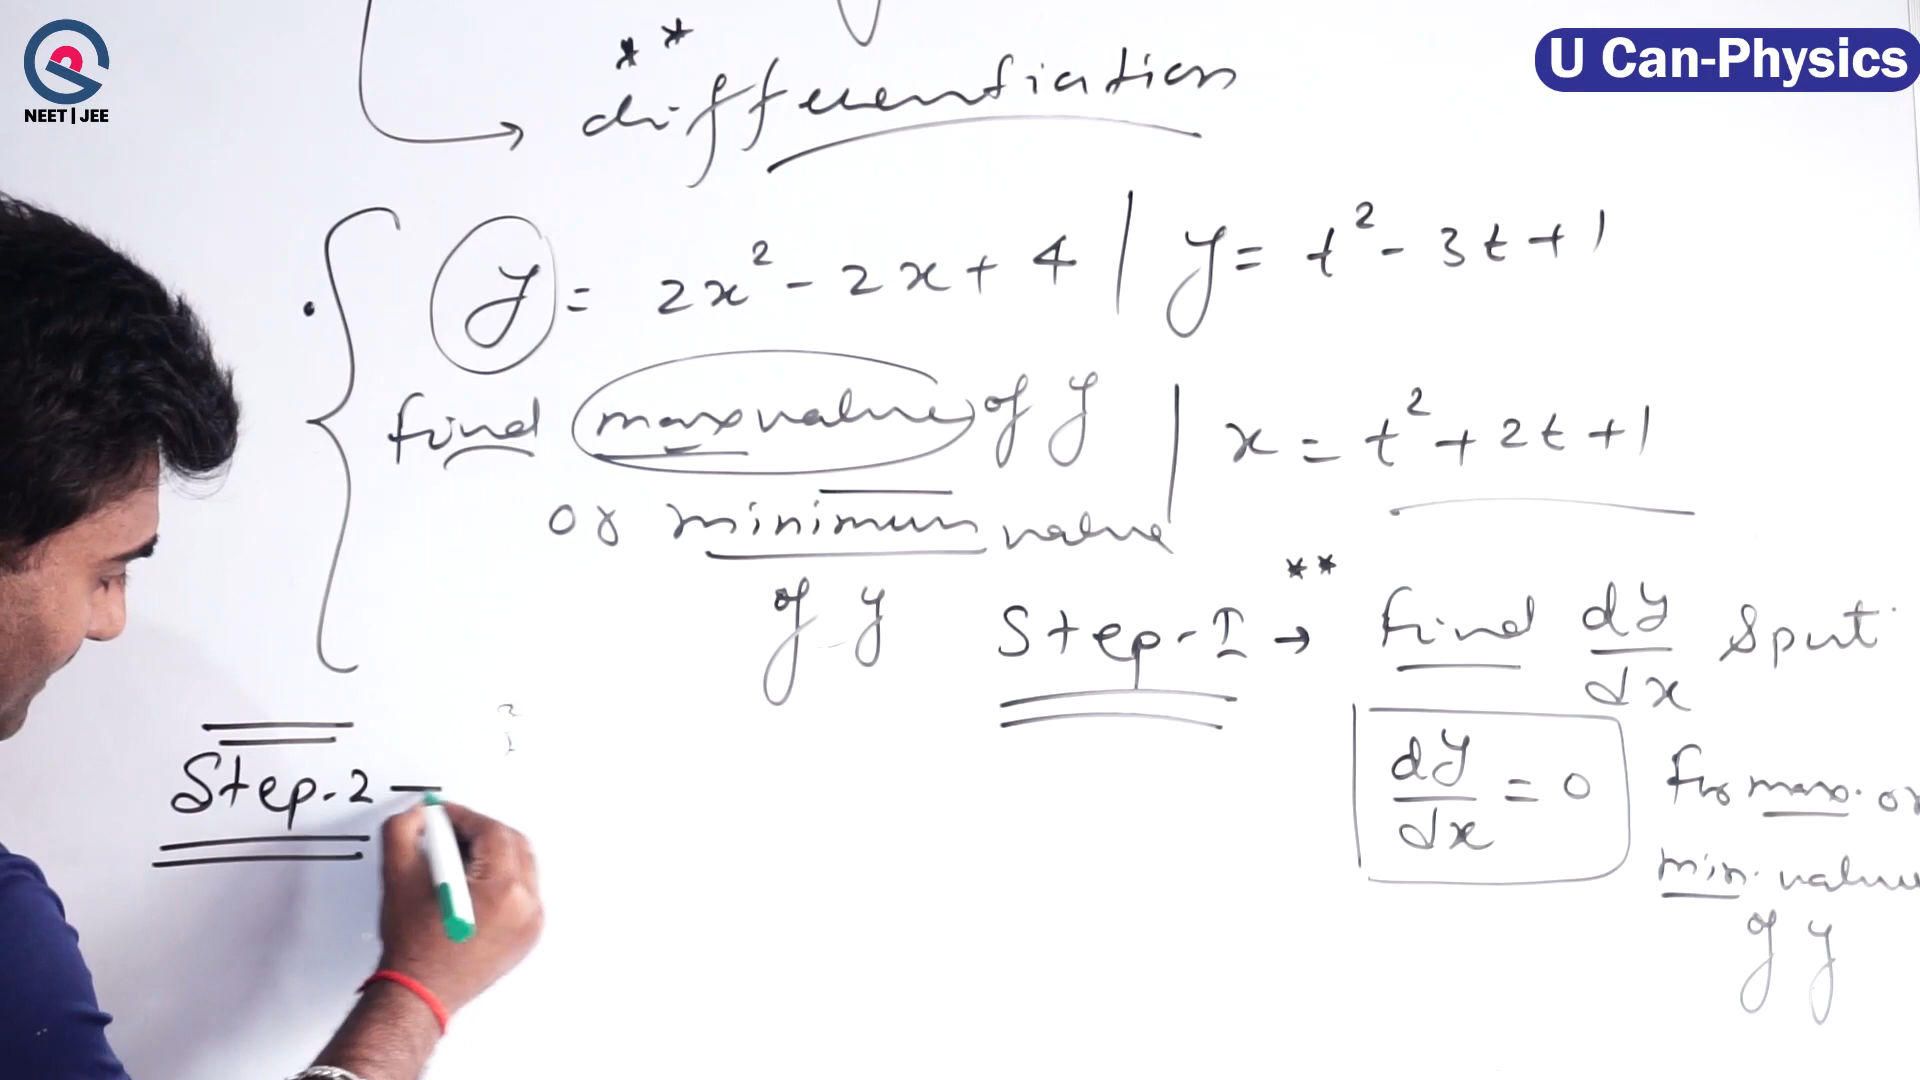 NEET|JEE
U Can-Physics
** differentiation
y = 2x² - 2x + 4 | y = t² - 3t + 1
find max value of y | x = t² + 2t + 1
or minimum value
of y
Step-I → ** find dy/dx & put
dy/dx = 0 for max. or
min. value
of y
Step-2 -